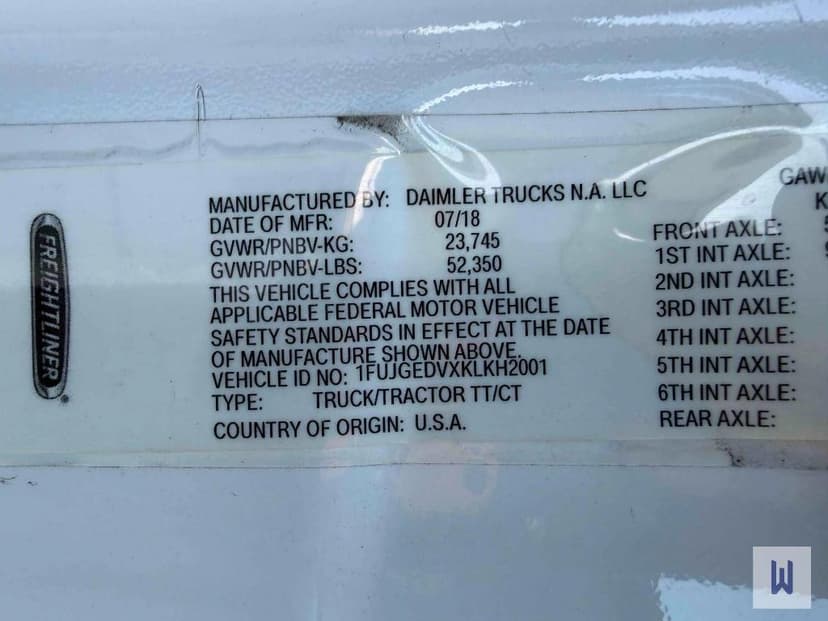 FREIGHTLINER
MANUFACTURED BY: DAIMLER TRUCKS N.A. LLC
DATE OF MFR: 07/18
GVWR/PNBV-KG: 23,745
GVWR/PNBV-LBS: 52,350
THIS VEHICLE COMPLIES WITH ALL
APPLICABLE FEDERAL MOTOR VEHICLE
SAFETY STANDARDS IN EFFECT AT THE DATE
OF MANUFACTURE SHOWN ABOVE.
VEHICLE ID NO: 1FUJGEDVXKLKH2001
TYPE: TRUCK/TRACTOR TT/CT
COUNTRY OF ORIGIN: U.S.A.
GAW
K
FRONT AXLE: 5
1ST INT AXLE:
2ND INT AXLE:
3RD INT AXLE:
4TH INT AXLE:
5TH INT AXLE:
6TH INT AXLE:
REAR AXLE:
W